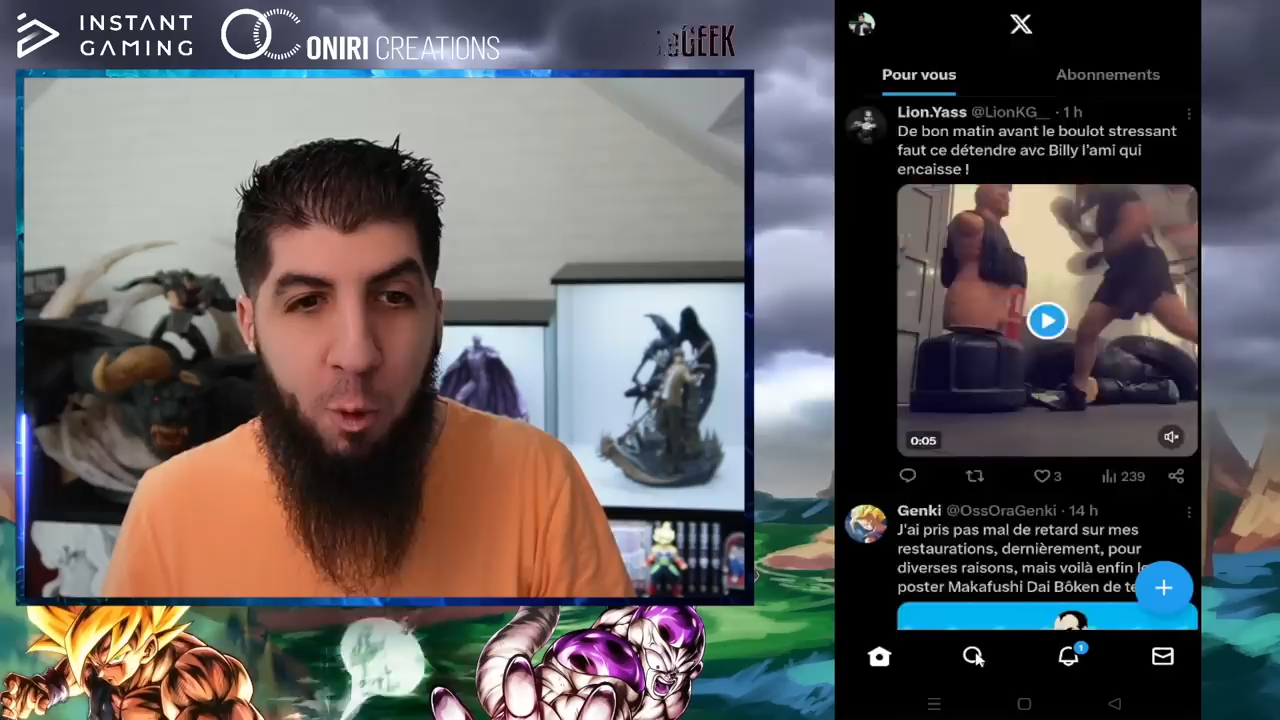 INSTANT
GAMING
ONIRI CREATIONS
GEEK
Pour vous
Abonnements
Lion.Yass @LionKG__ · 1 h
De bon matin avant le boulot stressant
faut ce détendre avc Billy l'ami qui
encaisse !
0:05
3
239
Genki @OssOraGenki · 14 h
J'ai pris pas mal de retard sur mes
restaurations, dernièrement, pour
diverses raisons, mais voilà enfin
poster Makafushi Dai Bôken de
1